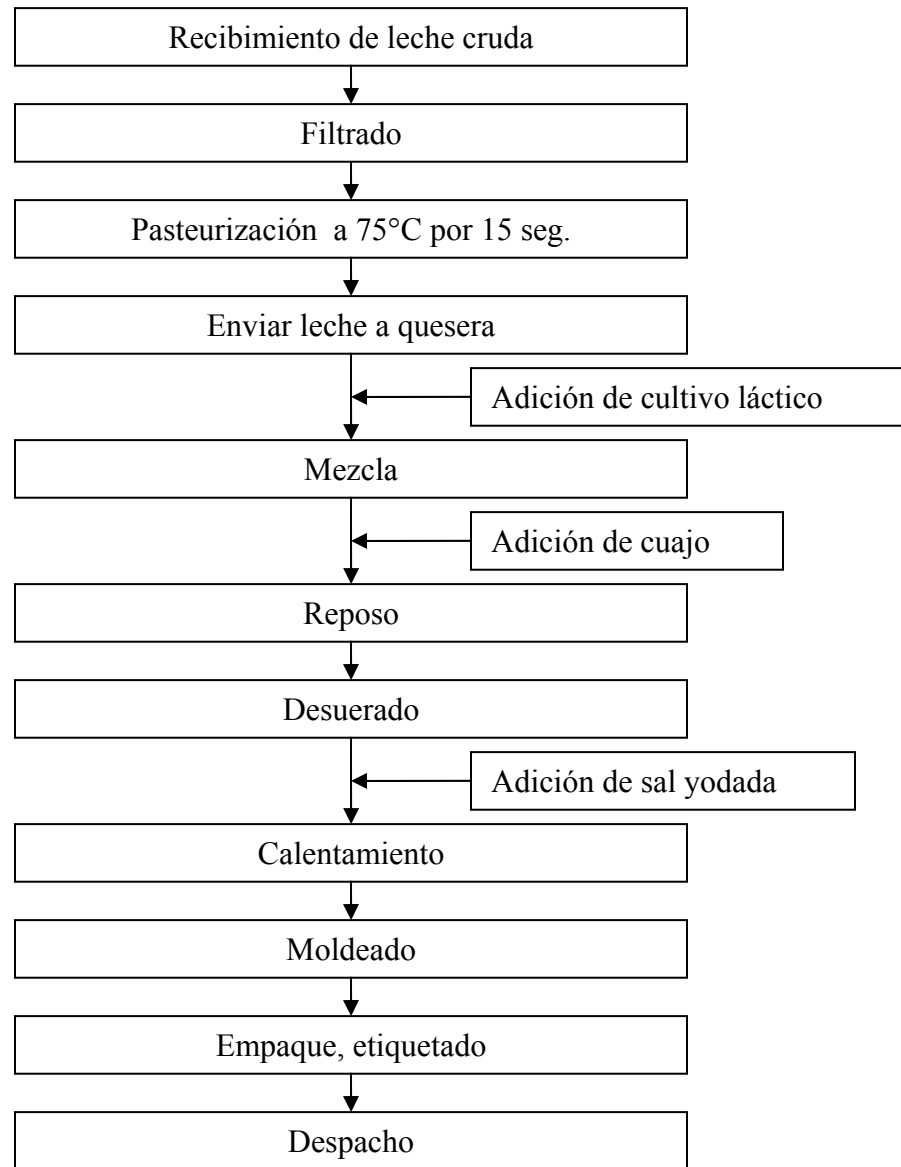 Recibimiento de leche cruda
Filtrado
Pasteurización  a 75°C por 15 seg.
Enviar leche a quesera
Adición de cultivo láctico
Mezcla
Adición de cuajo
Reposo
Desuerado
Adición de sal yodada
Calentamiento
Moldeado
Empaque, etiquetado
Despacho